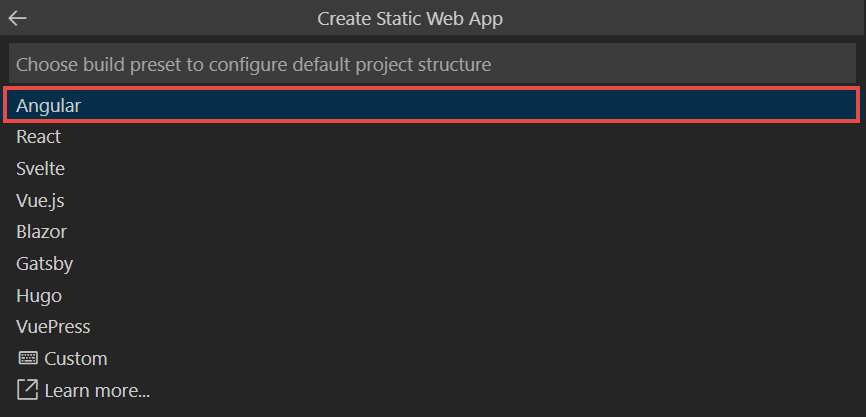 Create Static Web App
Choose build preset to configure default project structure
Angular
React
Svelte
Vue.js
Blazor
Gatsby
Hugo
VuePress
Custom
Learn more...